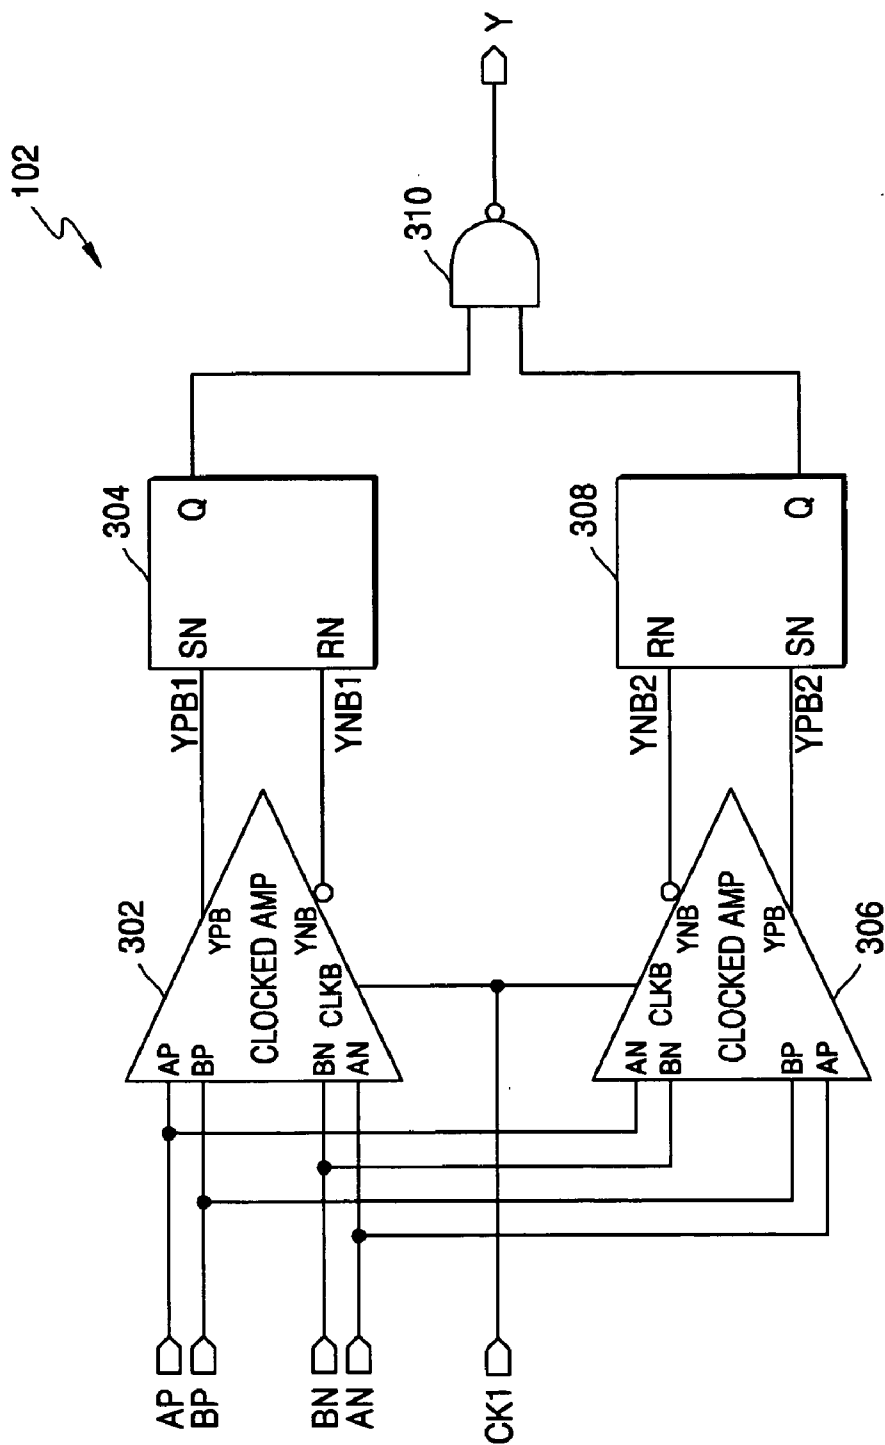 102
302
304
310
AP
BP
BN
AN
AP
BP
CLOCKED AMP
BN
AN
YPB
YNB
CLKB
YPB1
YNB1
SN
RN
Q
Y
CK1
AN
BN
CLKB
YNB
CLOCKED AMP
BP
AP
YPB
306
YNB2
YPB2
308
RN
SN
Q